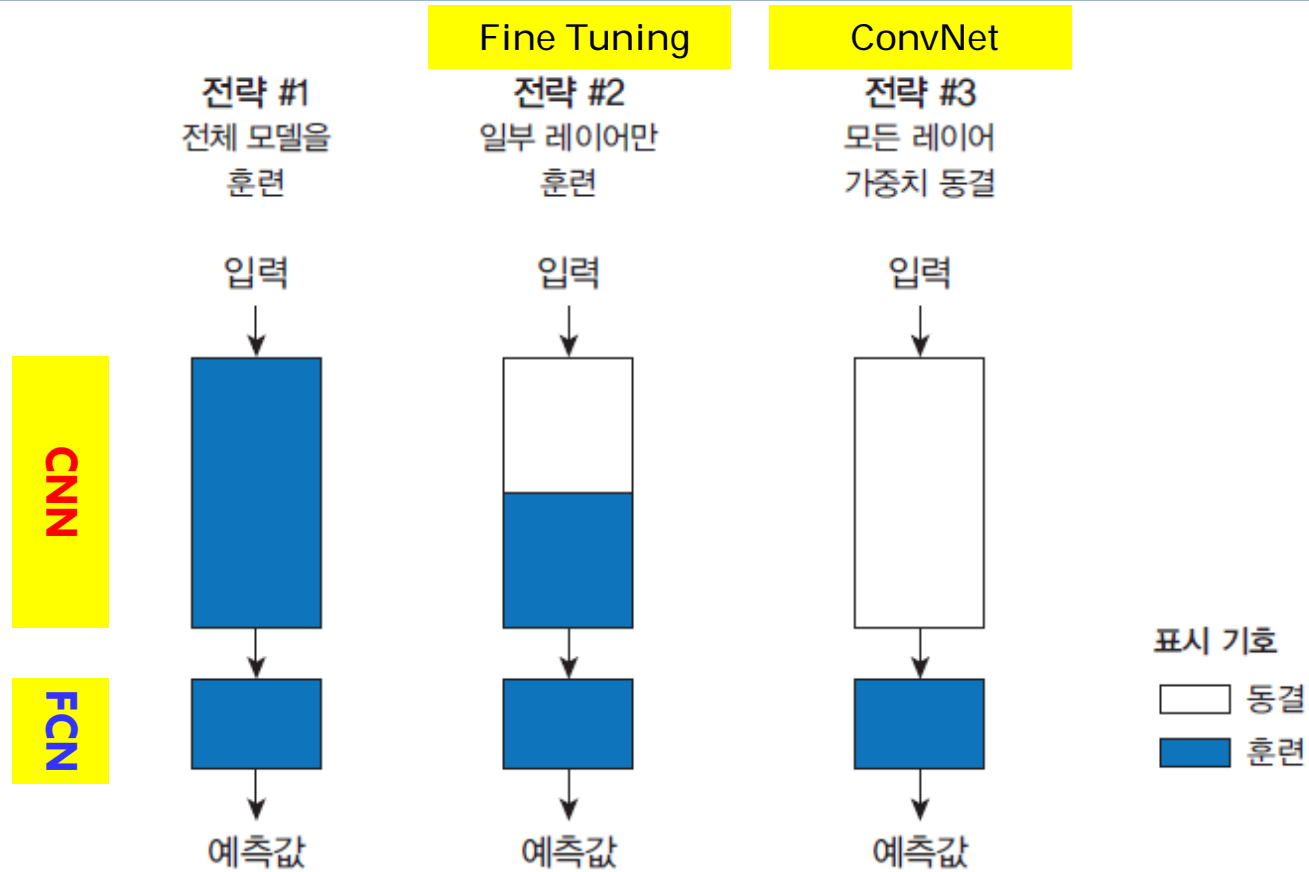 Fine Tuning
ConvNet
전략 #1
전체 모델을
훈련
전략 #2
일부 레이어만
훈련
전략 #3
모든 레이어
가중치 동결
입력
입력
입력
CNN
FCN
예측값
예측값
예측값
표시 기호
동결
훈련